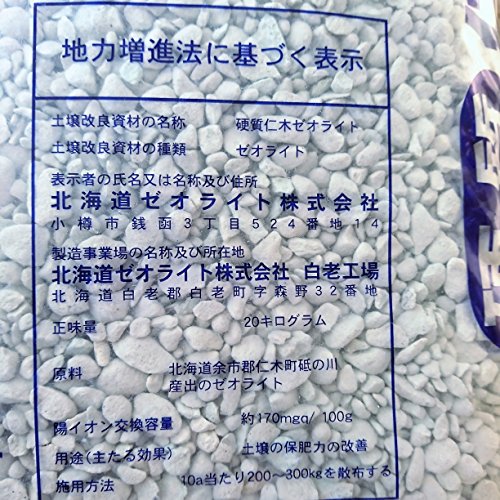 地力増進法に基づく表示
土壌改良資材の名称 硬質仁木ゼオライト
土壌改良資材の種類 ゼオライト
表示者の氏名又は名称及び住所
北海道ゼオライト株式会社
小樽市銭函3丁目524番地14
製造事業場の名称及び所在地
北海道ゼオライト株式会社 白老工場
北海道白老郡白老町字森野32番地
正味量 20キログラム
原料 北海道余市郡仁木町砥の川
産出のゼオライト
陽イオン交換容量 約170mgq/100g
用途(主たる効果) 土壌の保肥力の改善
施用方法 10a当たり200〜300kgを散布する